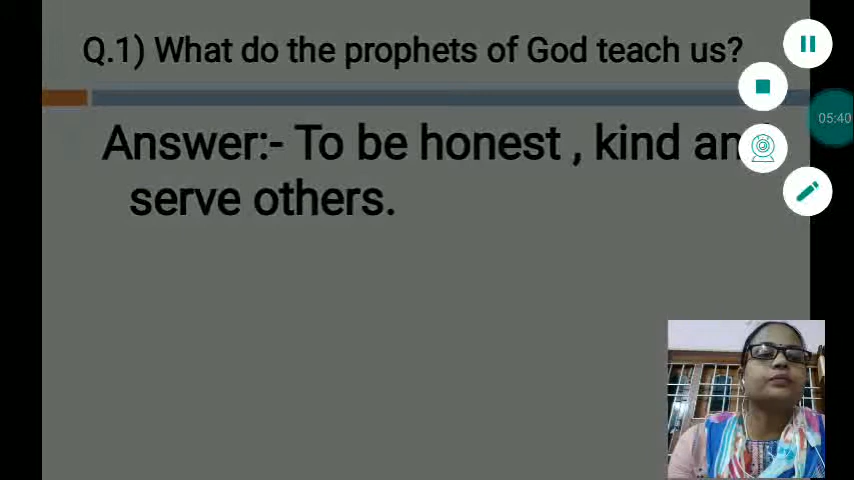 Q.1) What do the prophets of God teach us?
Answer:- To be honest , kind an
serve others.
05:40